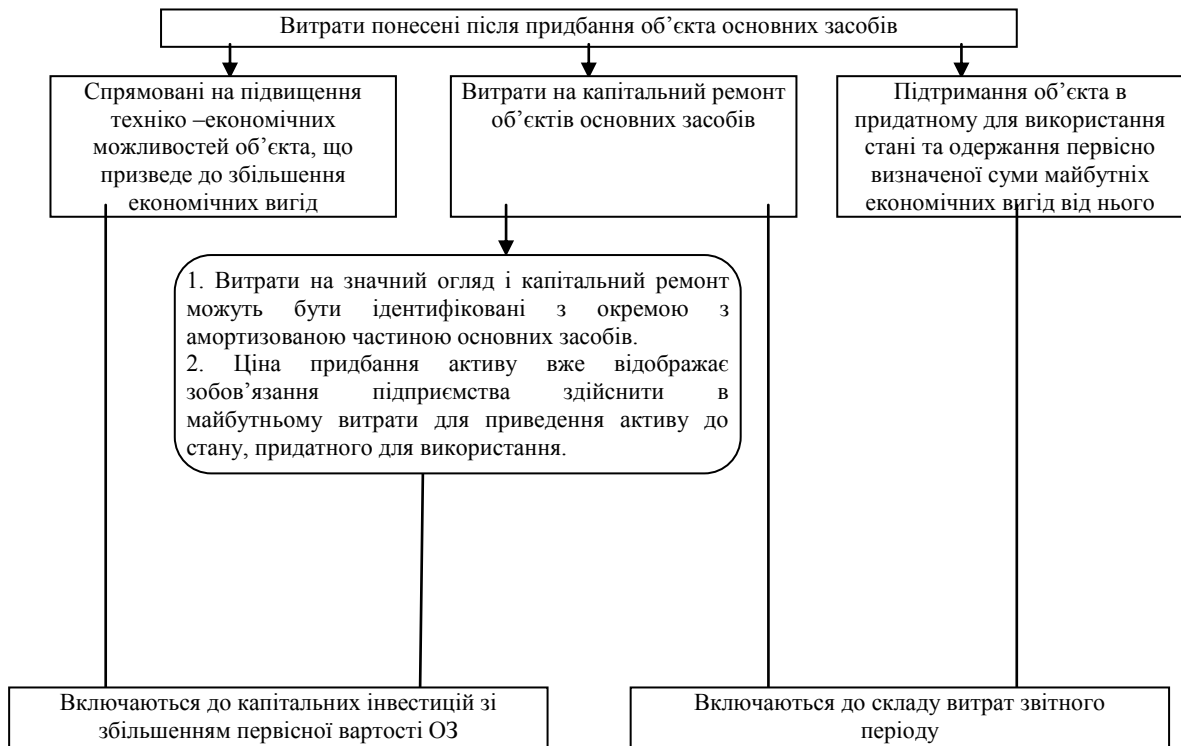 Витрати понесені після придбання об’єкта основних засобів
Спрямовані на підвищення
техніко –економічних
можливостей об’єкта, що
призведе до збільшення
економічних вигід
Витрати на капітальний ремонт
об’єктів основних засобів
Підтримання об’єкта в
придатному для використання
стані та одержання первісно
визначеної суми майбутніх
економічних вигід від нього
1. Витрати на значний огляд і капітальний ремонт
можуть бути ідентифіковані з окремою з
амортизованою частиною основних засобів.
2. Ціна придбання активу вже відображає
зобов’язання підприємства здійснити в
майбутньому витрати для приведення активу до
стану, придатного для використання.
Включаються до капітальних інвестицій зі
збільшенням первісної вартості ОЗ
Включаються до складу витрат звітного
періоду